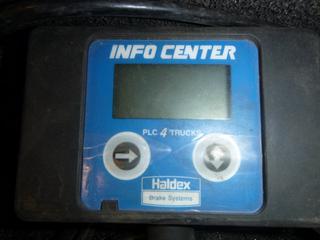 INFO CENTER
PLC 4 TRUCKS
Haldex
Brake Systems